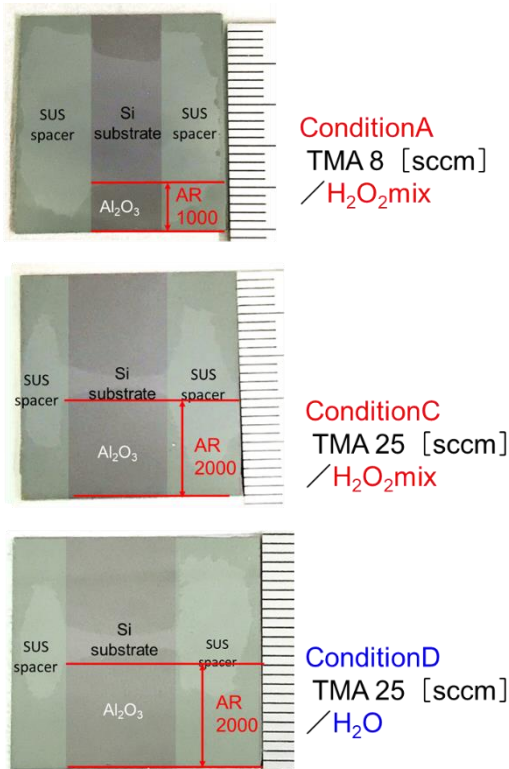 SUS
spacer
Si
substrate
SUS
spacer
Al₂O₃
AR
1000
ConditionA
TMA 8 [sccm]
／H₂O₂mix
SUS
spacer
Si
substrate
SUS
spacer
Al₂O₃
AR
2000
ConditionC
TMA 25 [sccm]
／H₂O₂mix
SUS
spacer
Si
substrate
SUS
spacer
Al₂O₃
AR
2000
ConditionD
TMA 25 [sccm]
／H₂O